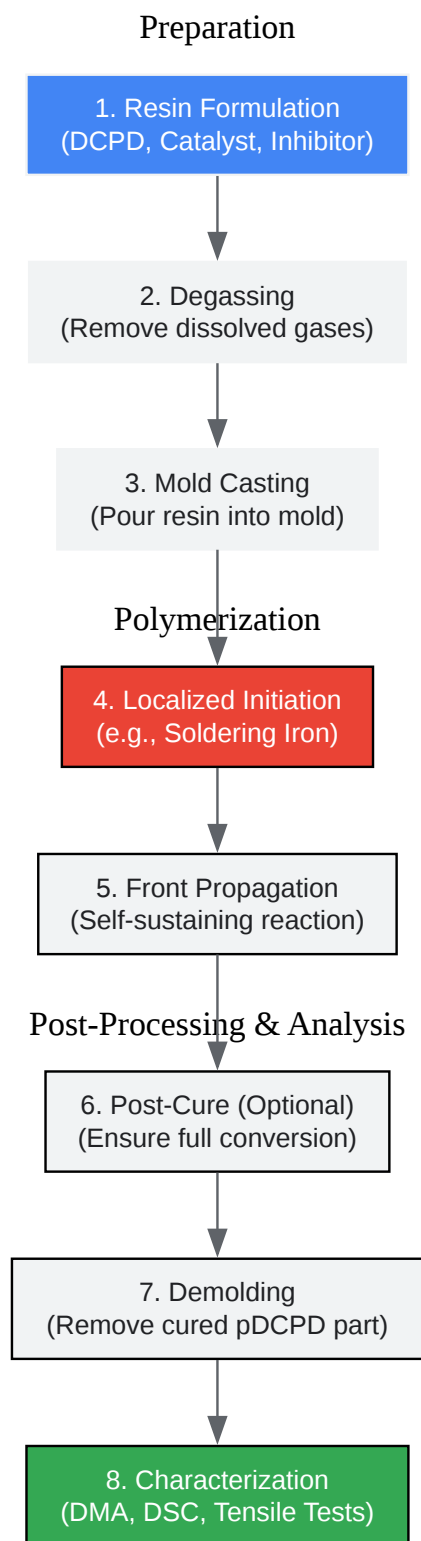 Preparation
1. Resin Formulation
(DCPD, Catalyst, Inhibitor)
2. Degassing
(Remove dissolved gases)
3. Mold Casting
(Pour resin into mold)
Polymerization
4. Localized Initiation
(e.g., Soldering Iron)
5. Front Propagation
(Self-sustaining reaction)
Post-Processing & Analysis
6. Post-Cure (Optional)
(Ensure full conversion)
7. Demolding
(Remove cured pDCPD part)
8. Characterization
(DMA, DSC, Tensile Tests)